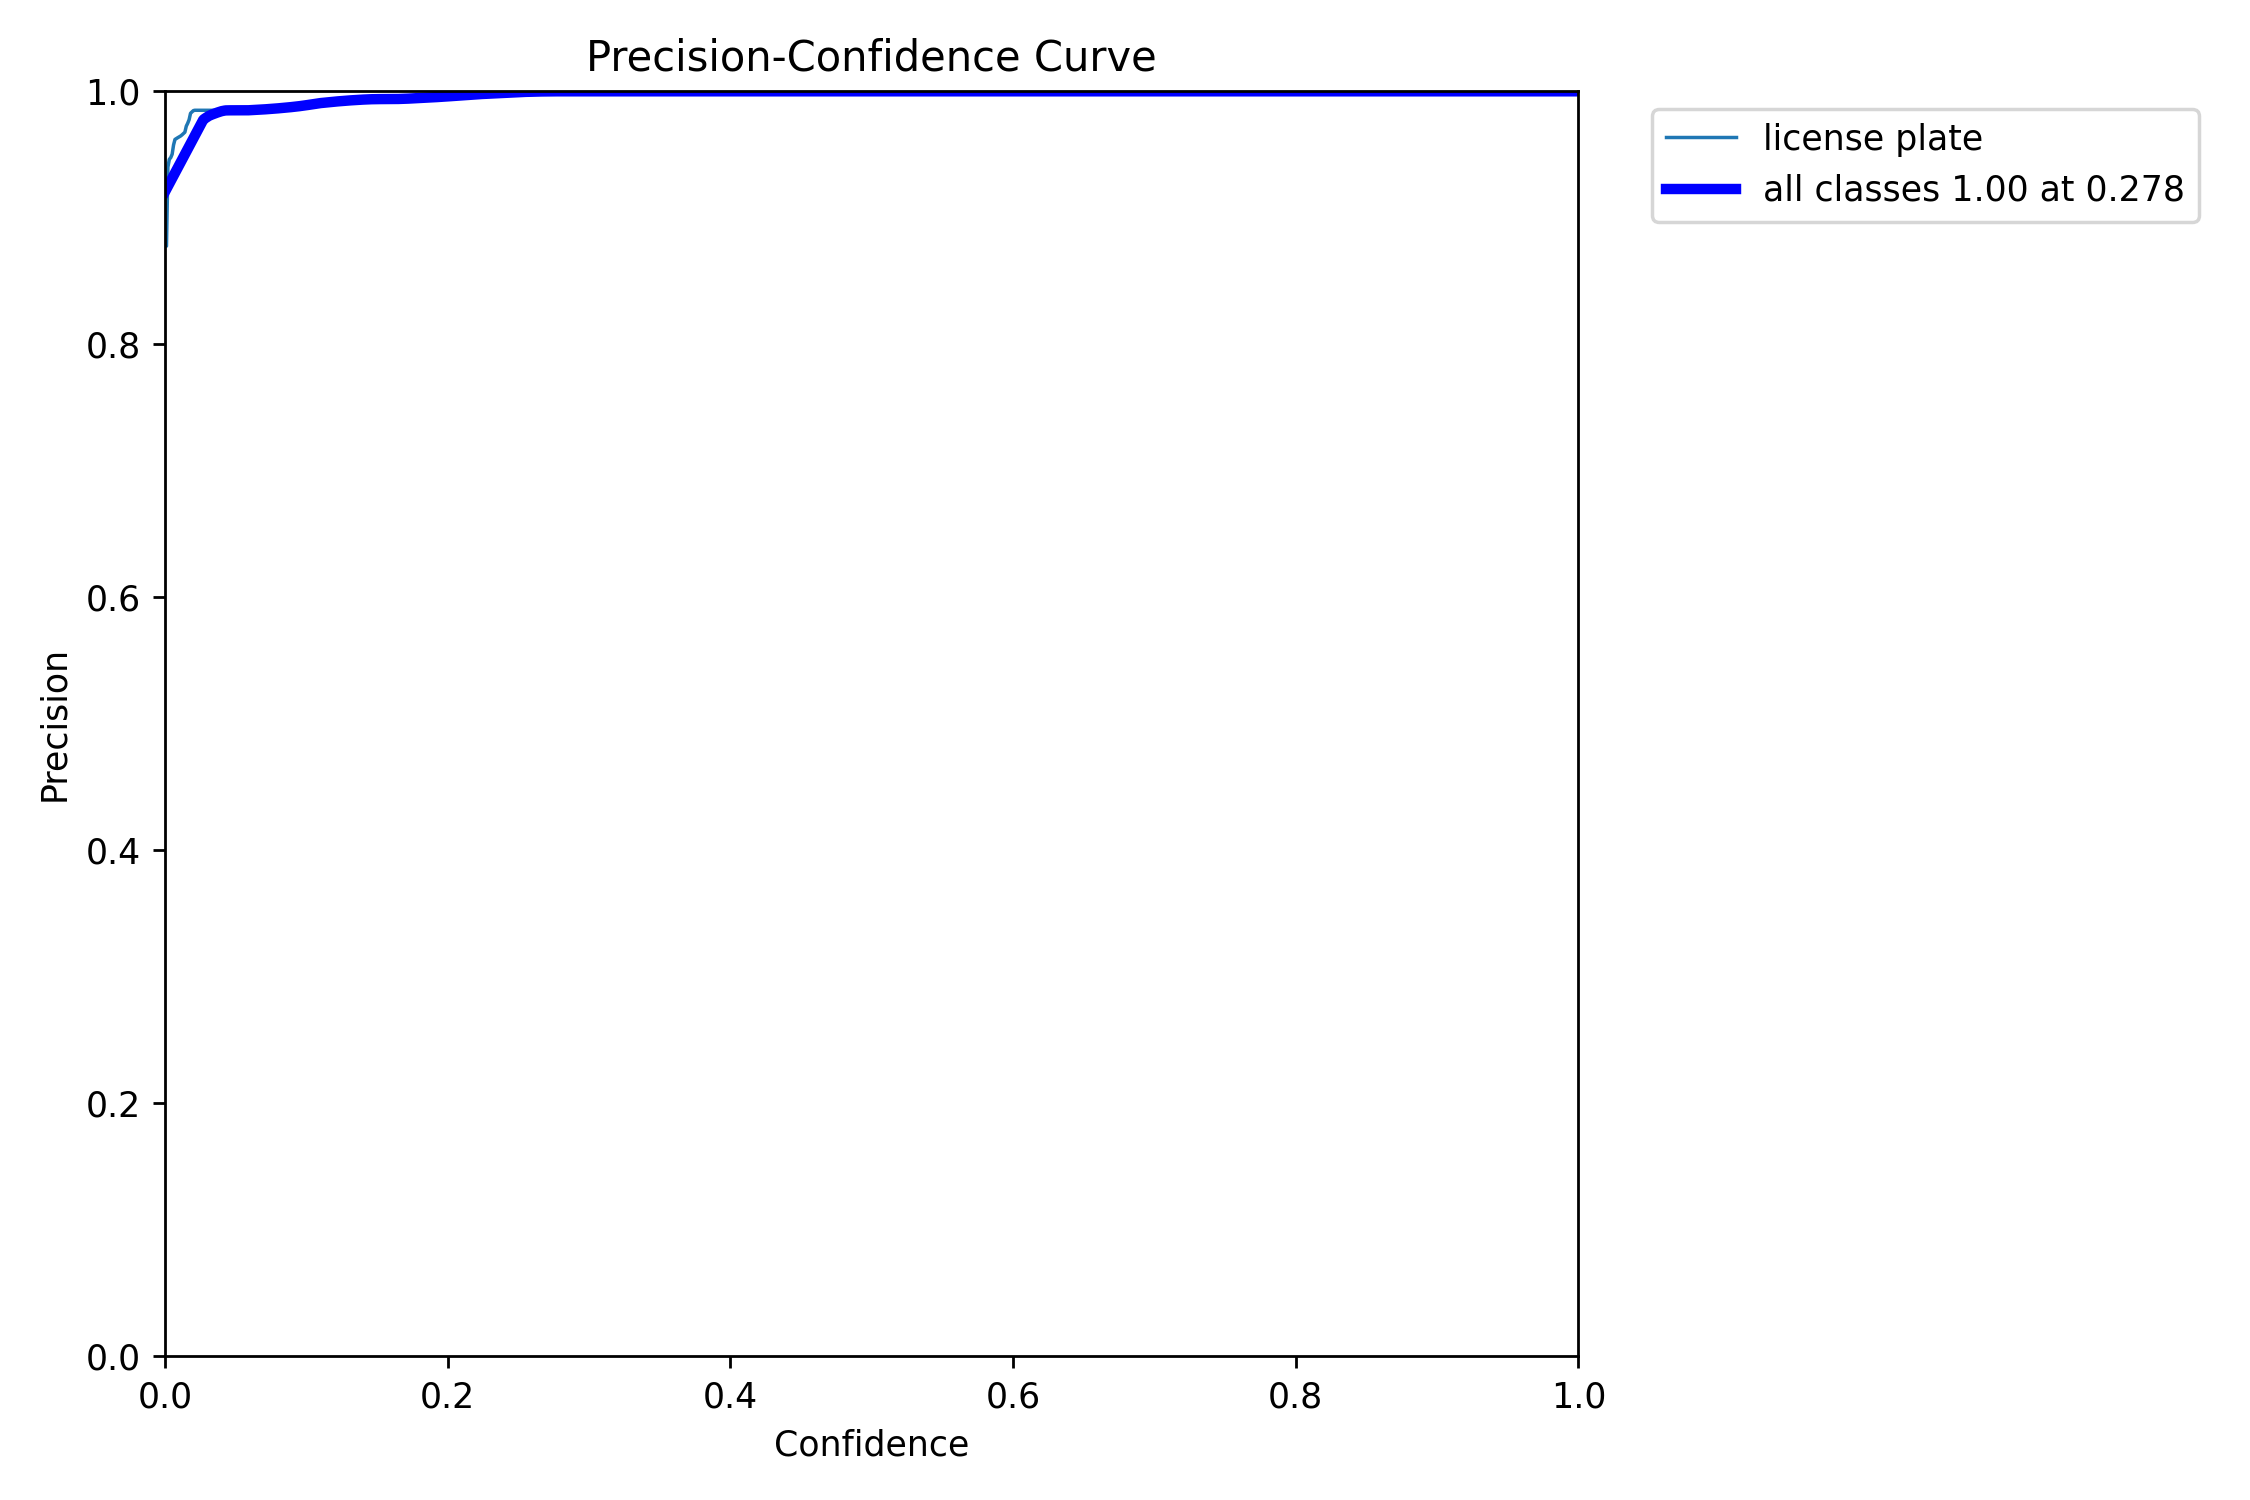 Precision-Confidence Curve
license plate
all classes 1.00 at 0.278
1.0
0.8
0.6
0.4
0.2
0.0
Precision
0.0 0.2 0.4 0.6 0.8 1.0
Confidence